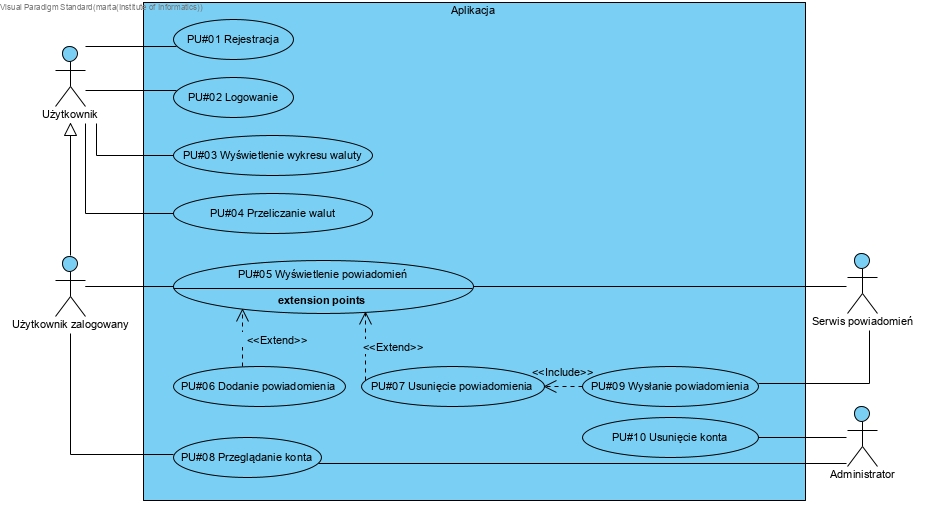 Visual Paradigm Standard(marta(Institute of Informatics))
Aplikacja
PU#01 Rejestracja
PU#02 Logowanie
Użytkownik
PU#03 Wyświetlenie wykresu waluty
PU#04 Przeliczanie walut
PU#05 Wyświetlenie powiadomień
extension points
Użytkownik zalogowany
Serwis powiadomień
<<Extend>>
<<Extend>>
<<Include>>
PU#06 Dodanie powiadomienia
PU#07 Usunięcie powiadomienia
PU#09 Wysłanie powiadomienia
PU#10 Usunięcie konta
PU#08 Przeglądanie konta
Administrator